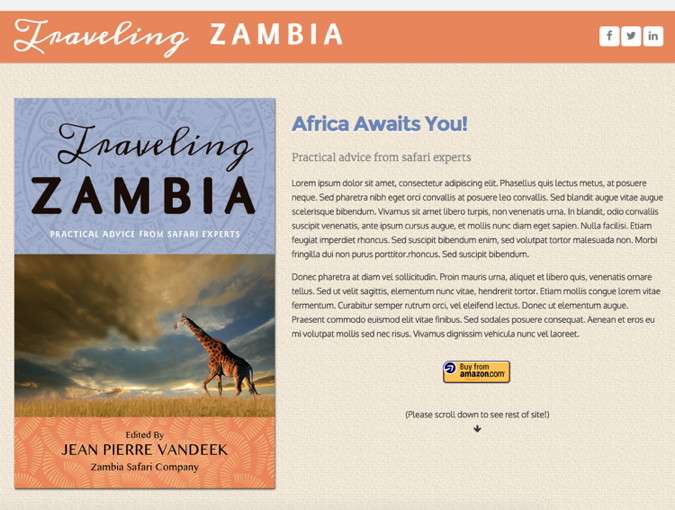 Traveling ZAMBIA
f in
Traveling
ZAMBIA
PRACTICAL ADVICE FROM SAFARI EXPERTS
Edited By
JEAN PIERRE VANDEEK
Zambia Safari Company
Africa Awaits You!
Practical advice from safari experts
Lorem ipsum dolor sit amet, consectetur adipiscing elit. Phasellus quis lectus metus, at posuere
neque. Sed pharetra nibh eget orci convallis at posuere leo convallis. Sed blandit augue vitae augue
scelerisque bibendum. Vivamus sit amet libero turpis, non venenatis urna. In blandit, odio convallis
suscipit venenatis, ante ipsum cursus augue, et mollis nunc diam eget sapien. Nulla facilisi. Etiam
feugiat imperdiet rhoncus. Sed suscipit bibendum enim, sed volutpat tortor malesuada non. Morbi
fringilla dui non purus porttitor.rhoncus. Sed suscipit bibendum.
Donec pharetra at diam vel sollicitudin. Proin mauris urna, aliquet et libero quis, venenatis ornare
tellus. Sed ut velit sagittis, elementum nunc vitae, hendrerit tortor. Etiam mollis congue lorem vitae
fermentum. Curabitur semper rutrum orci, vel eleifend lectus. Donec ut elementum augue.
Praesent commodo euismod elit vitae finibus. Sed sodales posuere consequat. Aenean et eros eu
mi volutpat mollis sed nec risus. Vivamus dignissim vehicula nunc vel laoreet.
Buy from
amazon.com
(Please scroll down to see rest of site!)